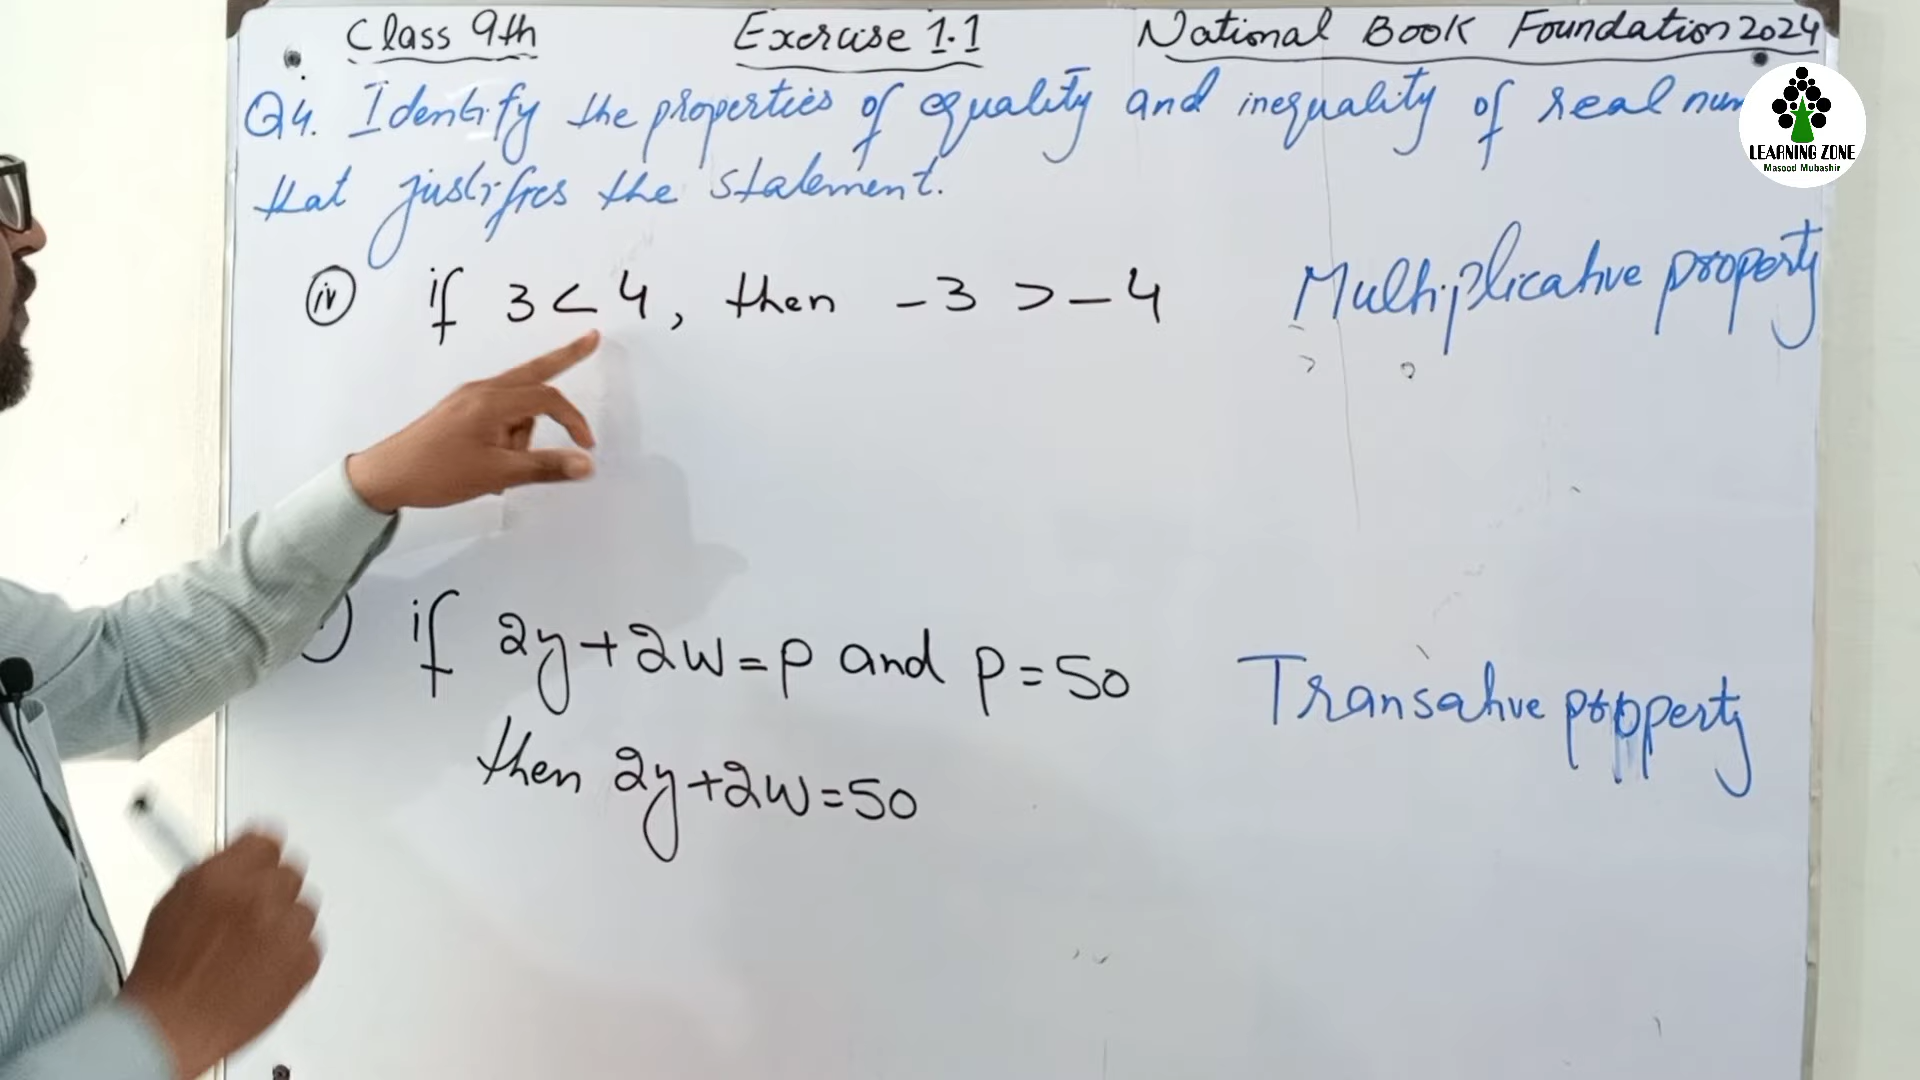 Class 9th Exercise 1.1 National Book Foundation 2024
Q4. Identify the properties of equality and inequality of real num
that justifies the statement.
iv if 3 < 4, then -3 > -4 Multiplicative property
if 2y+2w=p and p=50 Transative property
then 2y+2w=50
LEARNING ZONE
Masood Mubashir